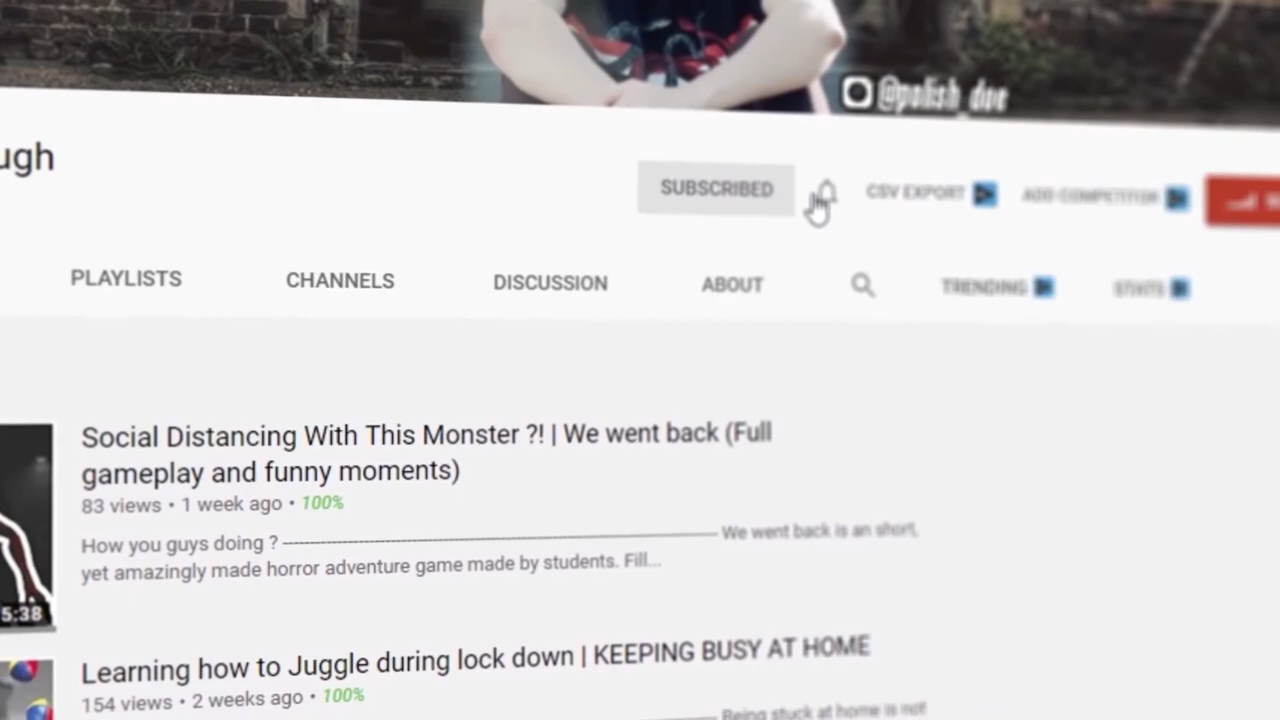 @polish_doe
ugh
SUBSCRIBED
CSV EXPORT
ADD COMPETITOR
PLAYLISTS
CHANNELS
DISCUSSION
ABOUT
TRENDING
STATS
Social Distancing With This Monster ?! | We went back (Full
gameplay and funny moments)
83 views • 1 week ago • 100%
How you guys doing ? ——————————————— We went back is an short,
yet amazingly made horror adventure game made by students. Fill...
5:38
Learning how to Juggle during lock down | KEEPING BUSY AT HOME
154 views • 2 weeks ago • 100%
Being stuck at home is not